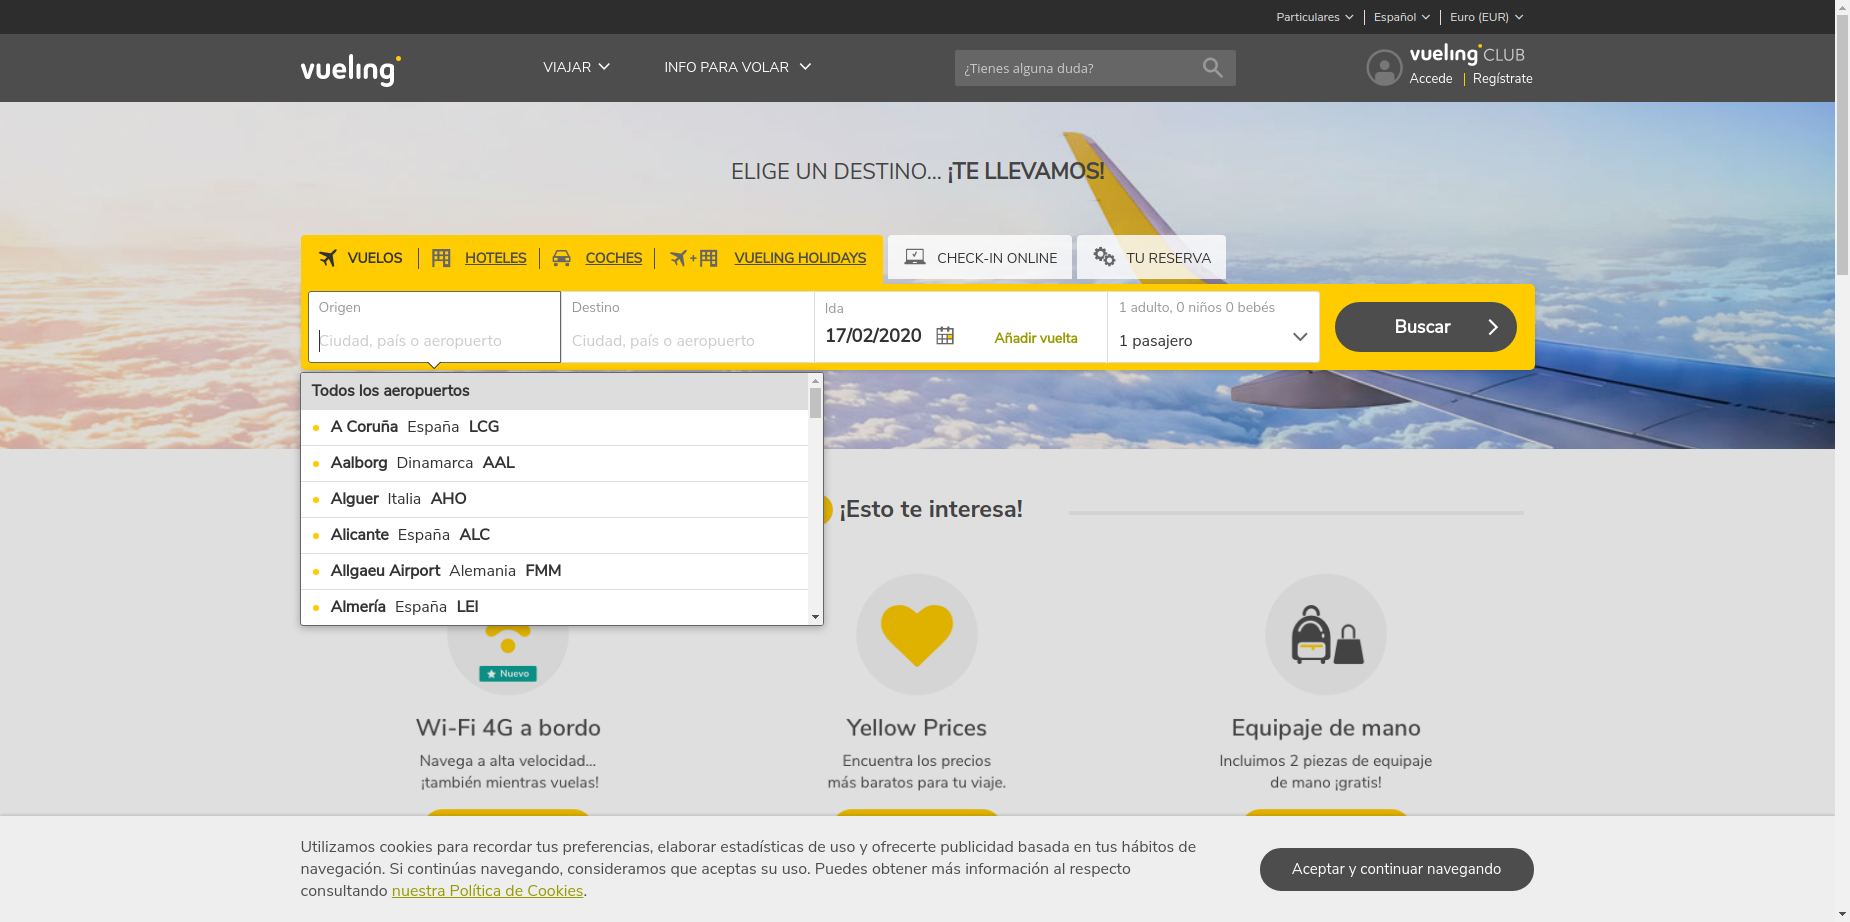 Particulares Español Euro (EUR)
vueling VIAJAR INFO PARA VOLAR ¿Tienes alguna duda? vueling CLUB
Accede Regístrate
ELIGE UN DESTINO... ¡TE LLEVAMOS!
VUELOS HOTELES COCHES + VUELING HOLIDAYS CHECK-IN ONLINE TU RESERVA
Origen Destino Ida 1 adulto, 0 niños 0 bebés
Ciudad, país o aeropuerto Ciudad, país o aeropuerto 17/02/2020 Añadir vuelta 1 pasajero Buscar
Todos los aeropuertos
A Coruña España LCG
Aalborg Dinamarca AAL
Alguer Italia AHO
Alicante España ALC
Allgaeu Airport Alemania FMM
Almería España LEI
¡Esto te interesa!
Nuevo
Wi-Fi 4G a bordo
Navega a alta velocidad...
¡también mientras vuelas!
Yellow Prices
Encuentra los precios
más baratos para tu viaje.
Equipaje de mano
Incluimos 2 piezas de equipaje
de mano ¡gratis!
Utilizamos cookies para recordar tus preferencias, elaborar estadísticas de uso y ofrecerte publicidad basada en tus hábitos de
navegación. Si continúas navegando, consideramos que aceptas su uso. Puedes obtener más información al respecto
consultando nuestra Política de Cookies.
Aceptar y continuar navegando